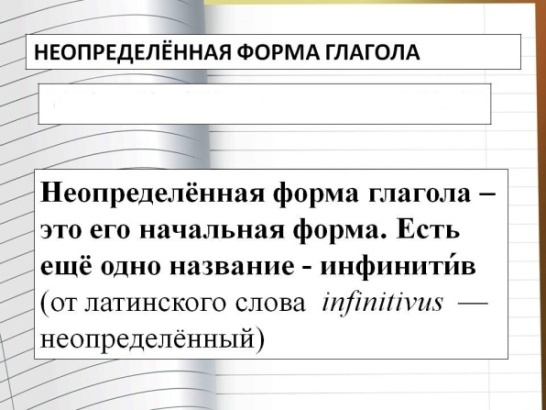 НЕОПРЕДЕЛЁННАЯ ФОРМА ГЛАГОЛА
Неопределённая форма глагола –
это его начальная форма. Есть
ещё одно название - инфинити́в
(от латинского слова infinitivus —
неопределённый)